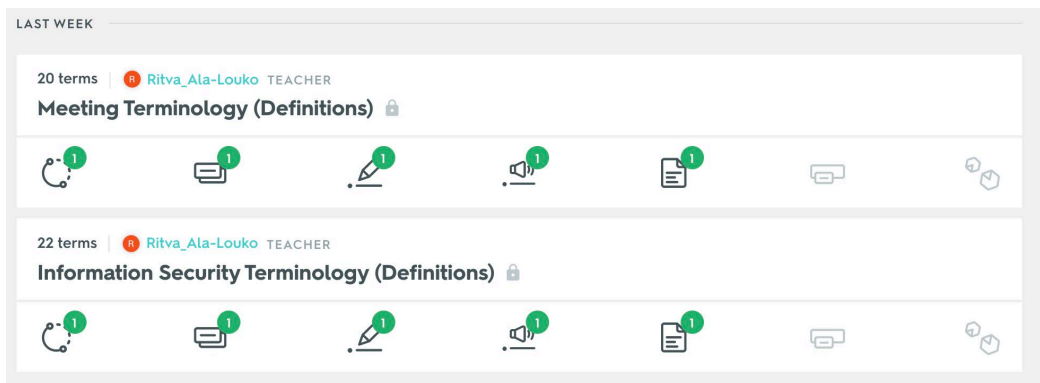 LAST WEEK
20 terms R Ritva_Ala-Louko TEACHER
Meeting Terminology (Definitions)
1 1 1 1 1
22 terms R Ritva_Ala-Louko TEACHER
Information Security Terminology (Definitions)
1 1 1 1 1